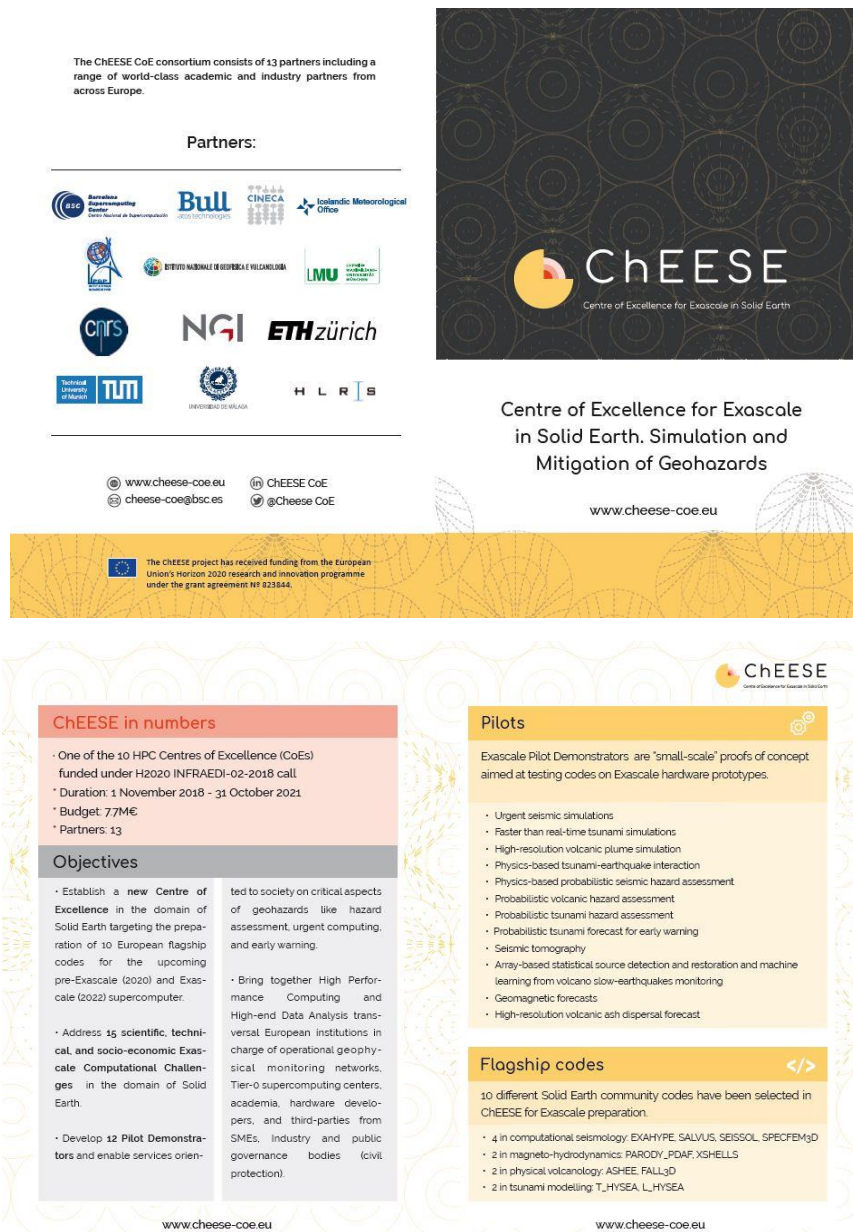 The ChEESE CoE consortium consists of 13 partners including a
range of world-class academic and industry partners from
across Europe.
Partners:
BSC
Barcelona
Supercomputing
Center
Centro Nacional de Supercomputación
Bull
atos technologies
CINECA
Icelandic Meteorological
Office
ISTITUTO NAZIONALE DI GEOFISICA E VULCANOLOGIA
LMU
LUDWIG-
MAXIMILIANS-
UNIVERSITÄT
MÜNCHEN
cnrs
NGI
ETH zürich
Technical
University
of Munich
TUM
UNIVERSIDAD DE MÁLAGA
H L R I S
www.cheese-coe.eu
ChEESE CoE
cheese-coe@bsc.es
@Cheese CoE
The ChEESE project has received funding from the European
Union's Horizon 2020 research and innovation programme
under the grant agreement Nº 823844.
ChEESE
Centre of Excellence for Exascale in Solid Earth
Centre of Excellence for Exascale
in Solid Earth. Simulation and
Mitigation of Geohazards
www.cheese-coe.eu
ChEESE in numbers
· One of the 10 HPC Centres of Excellence (CoEs)
funded under H2020 INFRAEDI-02-2018 call
* Duration: 1 November 2018 - 31 October 2021
* Budget: 7.7M€
* Partners: 13
Objectives
· Establish a new Centre of
Excellence in the domain of
Solid Earth targeting the prepa-
ration of 10 European flagship
codes for the upcoming
pre-Exascale (2020) and Exas-
cale (2022) supercomputer.
· Address 15 scientific, techni-
cal, and socio-economic Exas-
cale Computational Challen-
ges in the domain of Solid
Earth.
· Develop 12 Pilot Demonstra-
tors and enable services orien-
ted to society on critical aspects
of geohazards like hazard
assessment, urgent computing,
and early warning.
· Bring together High Perfor-
mance Computing and
High-end Data Analysis trans-
versal European institutions in
charge of operational geophy-
sical monitoring networks,
Tier-0 supercomputing centers,
academia, hardware develo-
pers, and third-parties from
SMEs, Industry and public
governance bodies (civil
protection).
www.cheese-coe.eu
ChEESE
Centre of Excellence for Exascale in Solid Earth
Pilots
Exascale Pilot Demonstrators are "small-scale" proofs of concept
aimed at testing codes on Exascale hardware prototypes.
· Urgent seismic simulations
· Faster than real-time tsunami simulations
· High-resolution volcanic plume simulation
· Physics-based tsunami-earthquake interaction
· Physics-based probabilistic seismic hazard assessment
· Probabilistic volcanic hazard assessment
· Probabilistic tsunami hazard assessment
· Probabilistic tsunami forecast for early warning
· Seismic tomography
· Array-based statistical source detection and restoration and machine
learning from volcano slow-earthquakes monitoring
· Geomagnetic forecasts
· High-resolution volcanic ash dispersal forecast
Flagship codes
</>
10 different Solid Earth community codes have been selected in
ChEESE for Exascale preparation.
· 4 in computational seismology: EXAHYPE, SALVUS, SEISSOL, SPECFEM3D
· 2 in magneto-hydrodynamics: PARODY_PDAF, XSHELLS
· 2 in physical volcanology: ASHEE, FALL3D
· 2 in tsunami modelling: T_HYSEA, L_HYSEA
www.cheese-coe.eu